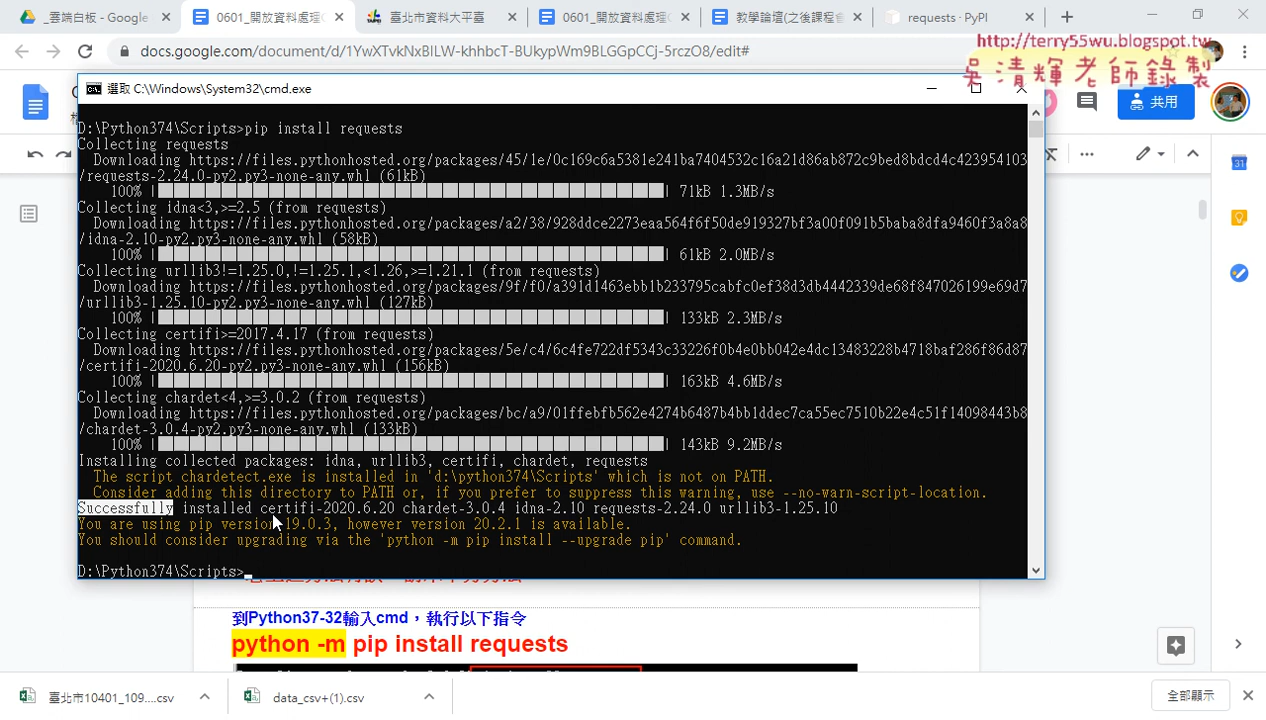 _雲端白板 - Google
0601_開放資料處理(
臺北市資料大平臺
0601_開放資料處理(
教學論壇(之後課程會
requests · PyPI
docs.google.com/document/d/1YwXTvkNxBILW-khhbcT-BUkypWm9BLGGpCCj-5rczO8/edit#
http://terry55wu.blogspot.tw
吳清輝老師錄製
共用
選取 C:\Windows\System32\cmd.exe
D:\Python374\Scripts>pip install requests
Collecting requests
Downloading https://files.pythonhosted.org/packages/45/1e/0c169c6a5381e241ba7404532c16a21d86ab872c9bed8bdcd4c423954103
/requests-2.24.0-py2.py3-none-any.whl (61kB)
100% | | 71kB 1.3MB/s
Collecting idna<3,>=2.5 (from requests)
Downloading https://files.pythonhosted.org/packages/a2/38/928ddce2273eaa564f6f50de919327bf3a00f091b5baba8dfa9460f3a8a8
/idna-2.10-py2.py3-none-any.whl (58kB)
100% | | 61kB 2.0MB/s
Collecting urllib3!=1.25.0,!=1.25.1,<1.26,>=1.21.1 (from requests)
Downloading https://files.pythonhosted.org/packages/9f/f0/a391d1463ebb1b233795cabfc0ef38d3db4442339de68f847026199e69d7
/urllib3-1.25.10-py2.py3-none-any.whl (127kB)
100% | | 133kB 2.3MB/s
Collecting certifi>=2017.4.17 (from requests)
Downloading https://files.pythonhosted.org/packages/5e/c4/6c4fe722df5343c33226f0b4e0bb042e4dc13483228b4718baf286f86d87
/certifi-2020.6.20-py2.py3-none-any.whl (156kB)
100% | | 163kB 4.6MB/s
Collecting chardet<4,>=3.0.2 (from requests)
Downloading https://files.pythonhosted.org/packages/bc/a9/01ffebfb562e4274b6487b4bb1ddec7ca55ec7510b22e4c51f14098443b8
/chardet-3.0.4-py2.py3-none-any.whl (133kB)
100% | | 143kB 9.2MB/s
Installing collected packages: idna, urllib3, certifi, chardet, requests
The script chardetect.exe is installed in 'd:\python374\Scripts' which is not on PATH.
Consider adding this directory to PATH or, if you prefer to suppress this warning, use --no-warn-script-location.
Successfully installed certifi-2020.6.20 chardet-3.0.4 idna-2.10 requests-2.24.0 urllib3-1.25.10
You are using pip version 19.0.3, however version 20.2.1 is available.
You should consider upgrading via the 'python -m pip install --upgrade pip' command.
D:\Python374\Scripts>
到Python37-32輸入cmd，執行以下指令
python -m pip install requests
臺北市10401_109....csv
data_csv+(1).csv
全部顯示